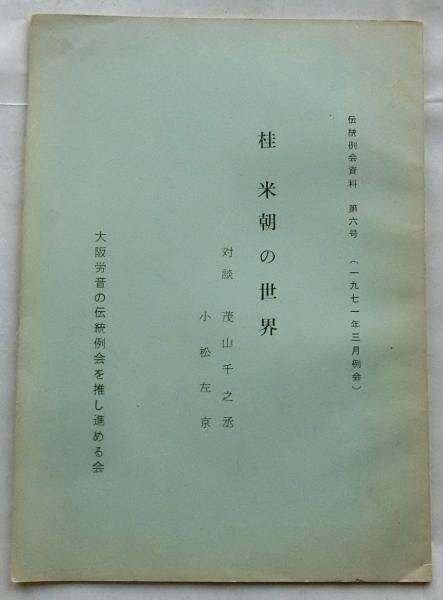 伝統例会資料 第六号 (一九七一年三月例会)
桂米朝の世界
対談 茂山千之丞
小松左京
大阪労音の伝統例会を推し進める会